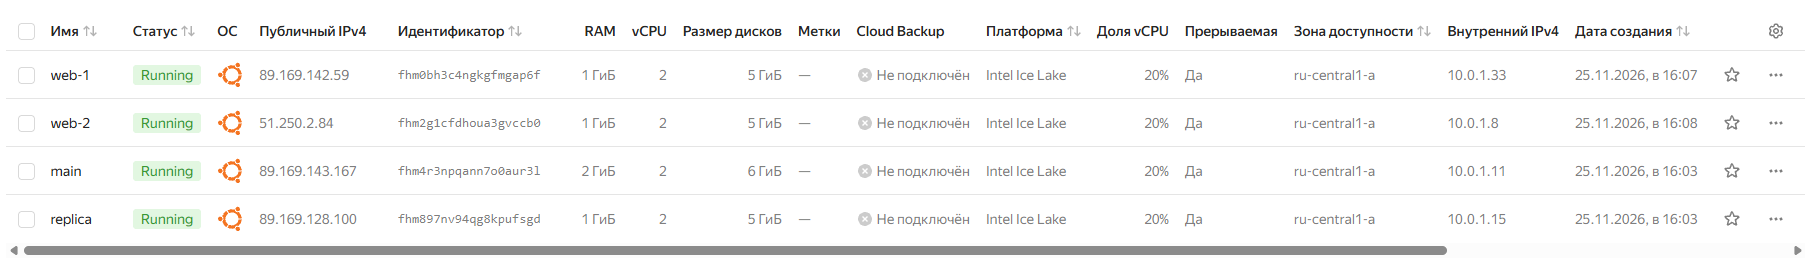 Имя Статус ОС Публичный IPv4 Идентификатор RAM vCPU Размер дисков Метки Cloud Backup Платформа Доля vCPU Прерываемая Зона доступности Внутренний IPv4 Дата создания
web-1 Running 89.169.142.59 fhm0bh3c4ngkgfmgap6f 1 ГиБ 2 5 ГиБ — Не подключён Intel Ice Lake 20% Да ru-central1-a 10.0.1.33 25.11.2026, в 16:07
web-2 Running 51.250.2.84 fhm2g1cfdhoua3gvccb0 1 ГиБ 2 5 ГиБ — Не подключён Intel Ice Lake 20% Да ru-central1-a 10.0.1.8 25.11.2026, в 16:08
main Running 89.169.143.167 fhm4r3npqann7o0aur3l 2 ГиБ 2 6 ГиБ — Не подключён Intel Ice Lake 20% Да ru-central1-a 10.0.1.11 25.11.2026, в 16:03
replica Running 89.169.128.100 fhm897nv94qg8kpufsgd 1 ГиБ 2 5 ГиБ — Не подключён Intel Ice Lake 20% Да ru-central1-a 10.0.1.15 25.11.2026, в 16:03